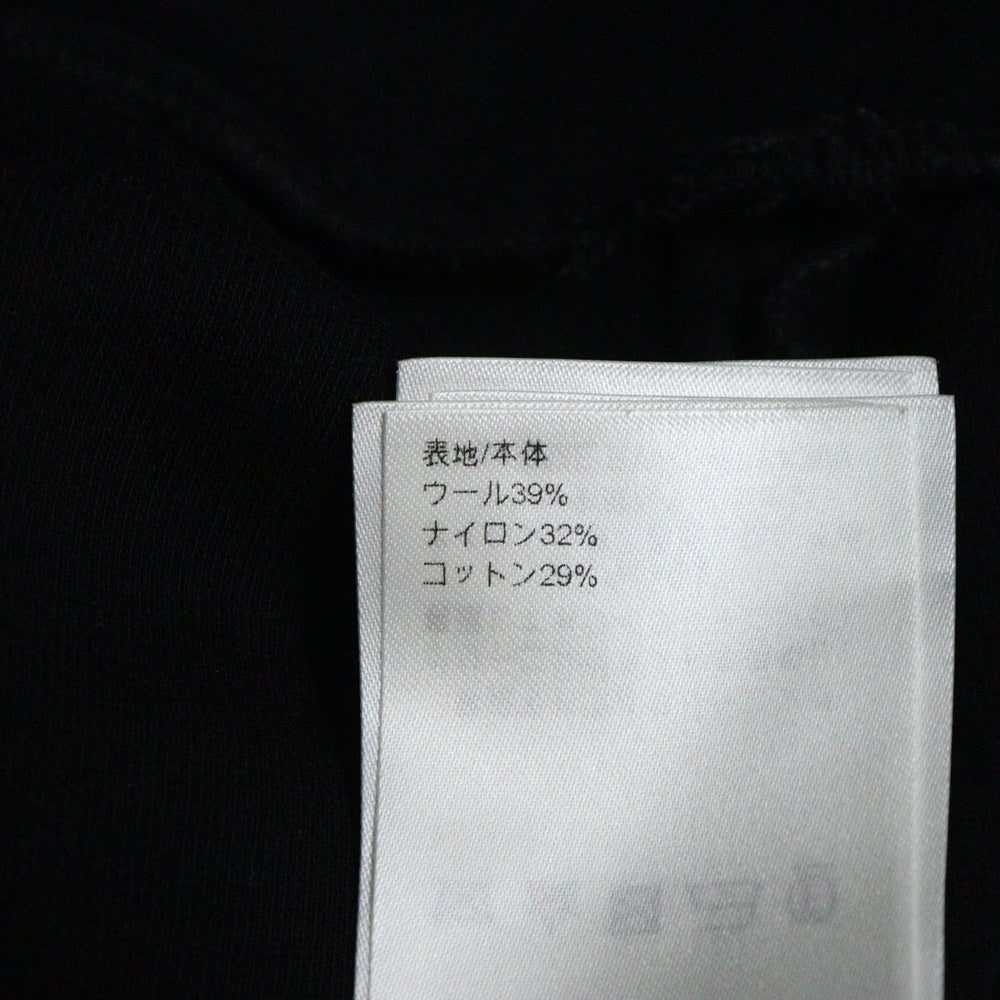 表地/本体
ウール39%
ナイロン32%
コットン29%